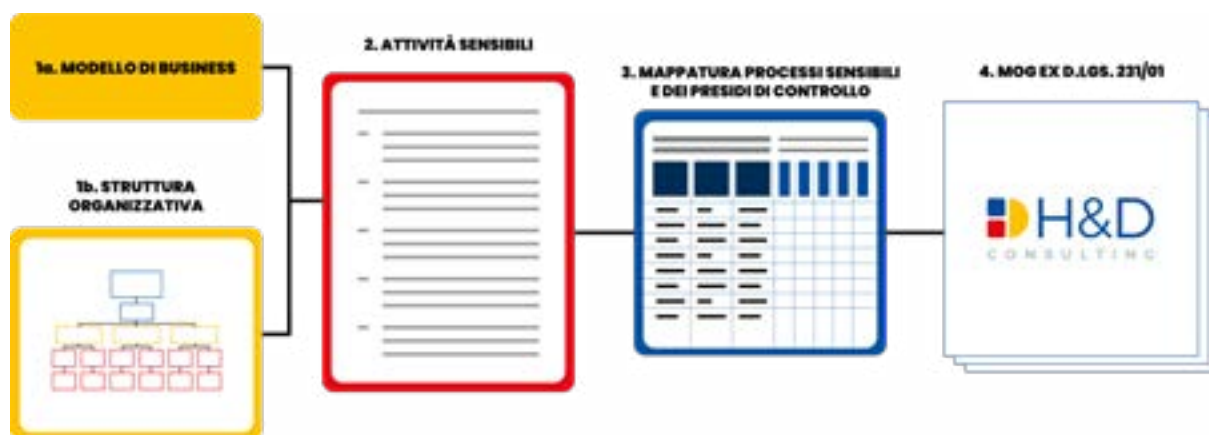 1a. MODELLO DI BUSINESS
1b. STRUTTURA
ORGANIZZATIVA
2. ATTIVITÀ SENSIBILI
3. MAPPATURA PROCESSI SENSIBILI
E DEI PRESIDI DI CONTROLLO
4. MOG EX D.LGS. 231/01
H&D
CONSULTING